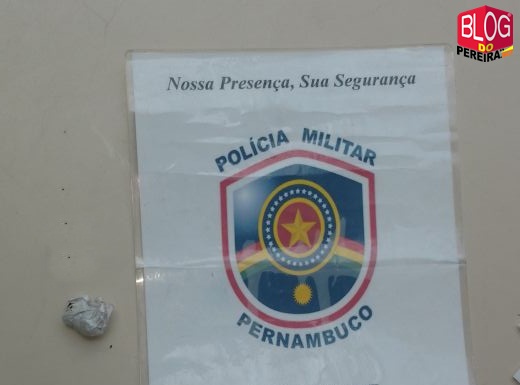 BLOG
DO
PEREIRA
Nossa Presença, Sua Segurança
POLÍCIA MILITAR
PERNAMBUCO